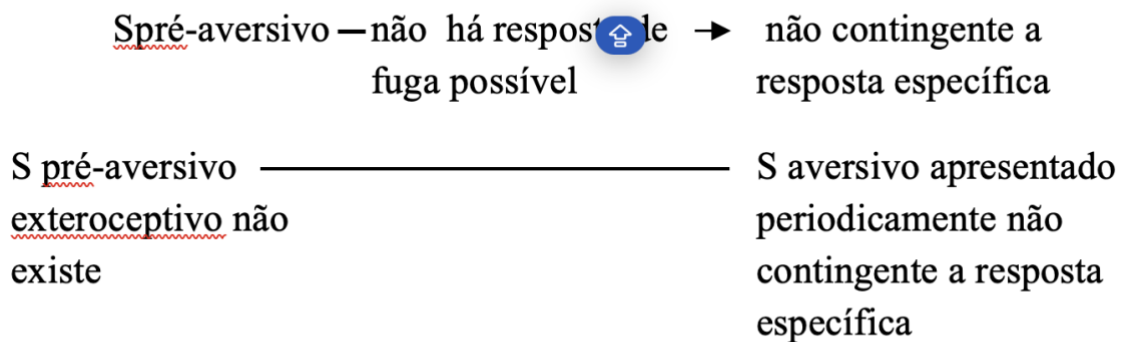 Spré-aversivo — não há respost de → não contingente a
fuga possível resposta específica
S pré-aversivo S aversivo apresentado
exteroceptivo não periodicamente não
existe contingente a resposta
específica